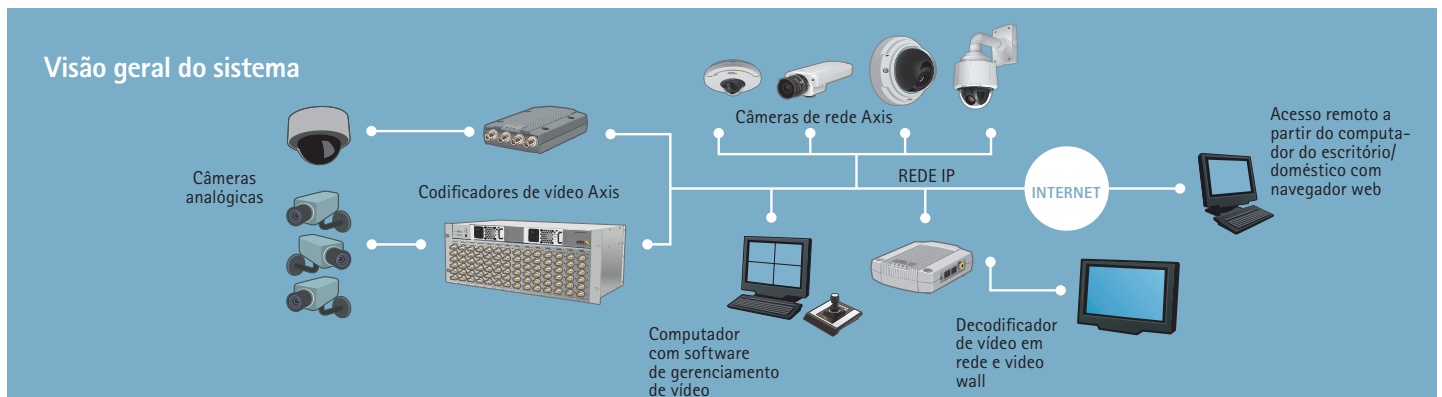 Visão geral do sistema
Câmeras
analógicas
Codificadores de vídeo Axis
Câmeras de rede Axis
REDE IP
INTERNET
Acesso remoto a
partir do computa-
dor do escritório/
doméstico com
navegador web
Computador
com software
de gerenciamento
de vídeo
Decodificador
de vídeo em
rede e video
wall